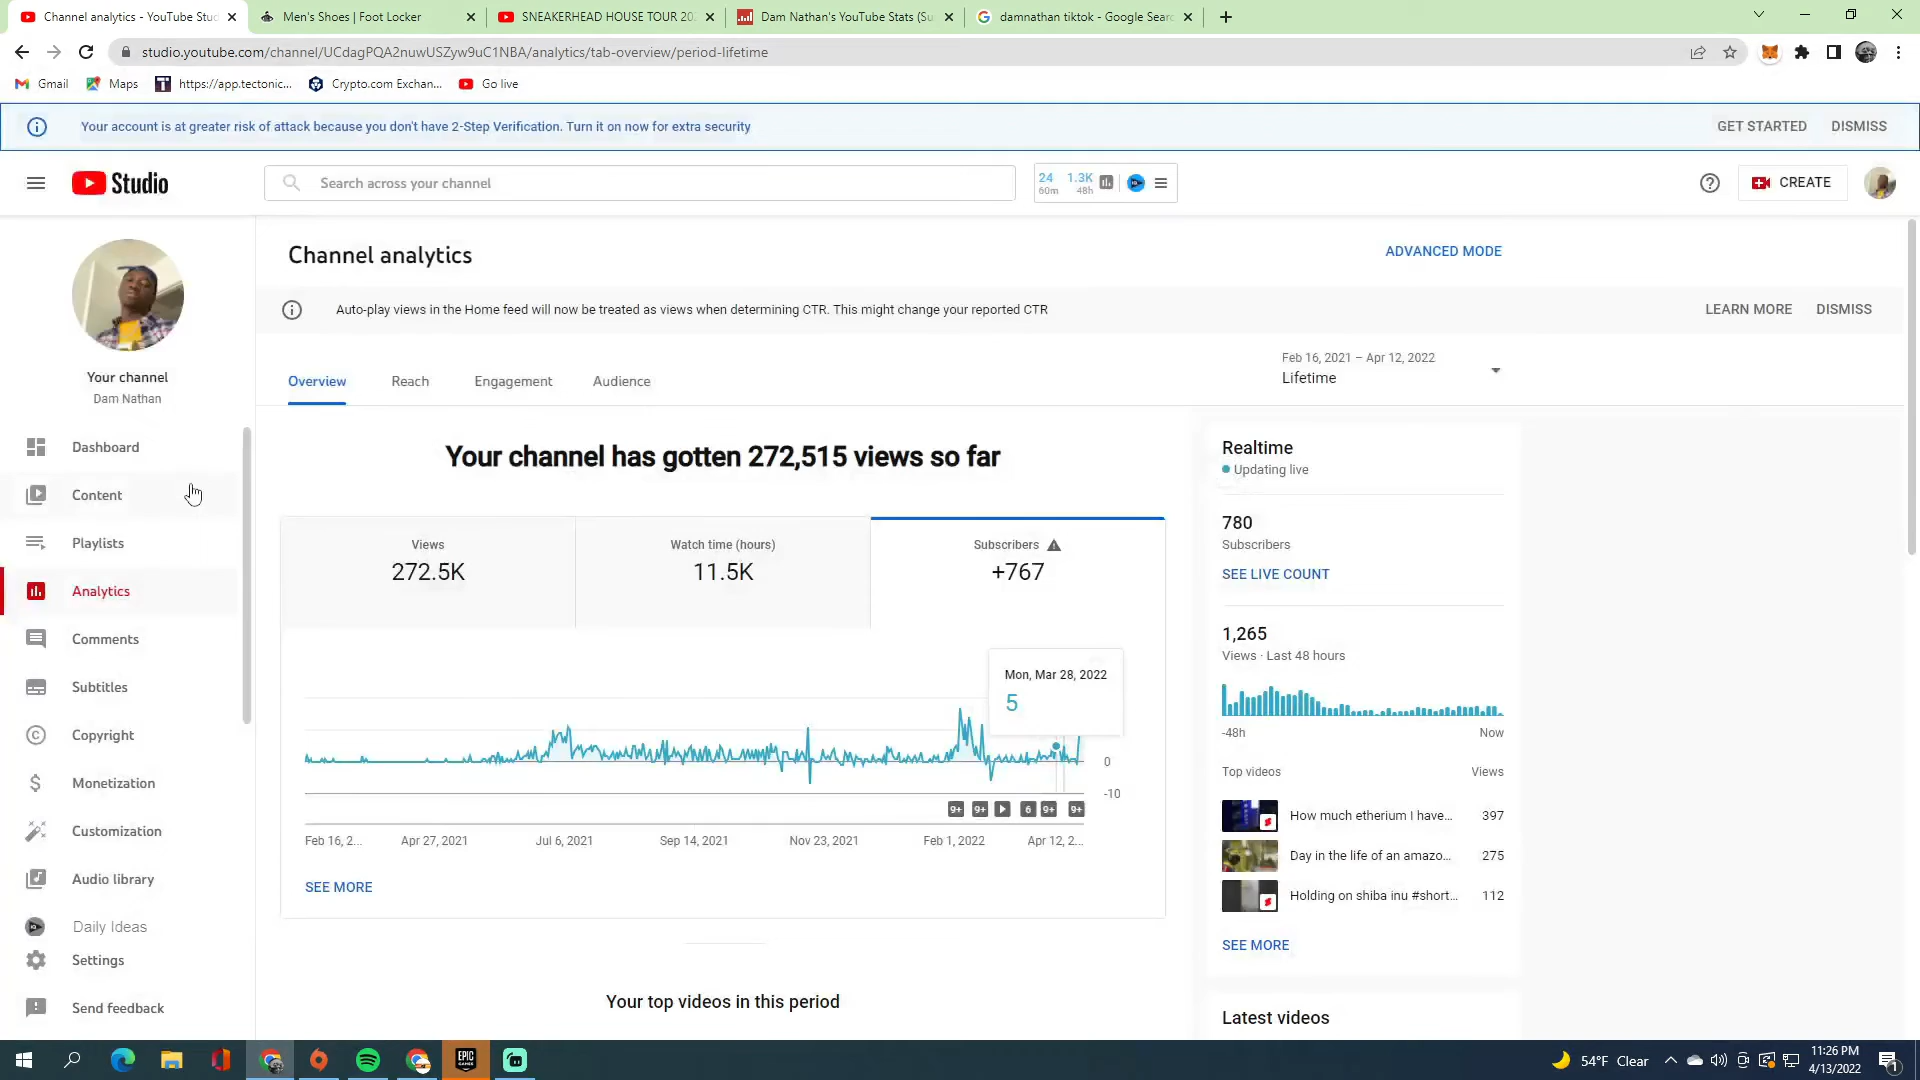 Channel analytics - YouTube Stud
Men's Shoes | Foot Locker
SNEAKERHEAD HOUSE TOUR 202
Dam Nathan's YouTube Stats (Su
damnathan tiktok - Google Searc
studio.youtube.com/channel/UCdagPQA2nuwUSZyw9uC1NBA/analytics/tab-overview/period-lifetime
Gmail
Maps
https://app.tectonic...
Crypto.com Exchan...
Go live
Your account is at greater risk of attack because you don't have 2-Step Verification. Turn it on now for extra security
GET STARTED
DISMISS
Studio
Search across your channel
24 1.3K
60m 48h
CREATE
Channel analytics
ADVANCED MODE
Auto-play views in the Home feed will now be treated as views when determining CTR. This might change your reported CTR
LEARN MORE
DISMISS
Your channel
Dam Nathan
Dashboard
Content
Playlists
Analytics
Comments
Subtitles
Copyright
Monetization
Customization
Audio library
Daily Ideas
Settings
Send feedback
Overview
Reach
Engagement
Audience
Feb 16, 2021 – Apr 12, 2022
Lifetime
Your channel has gotten 272,515 views so far
Views
272.5K
Watch time (hours)
11.5K
Subscribers
+767
Mon, Mar 28, 2022
5
0
-10
9+ 9+ 6 9+ 9+
Feb 16, 2... Apr 27, 2021 Jul 6, 2021 Sep 14, 2021 Nov 23, 2021 Feb 1, 2022 Apr 12, 2...
SEE MORE
Your top videos in this period
Realtime
Updating live
780
Subscribers
SEE LIVE COUNT
1,265
Views · Last 48 hours
-48h Now
Top videos Views
How much etherium I have... 397
Day in the life of an amazo... 275
Holding on shiba inu #short... 112
SEE MORE
Latest videos
EPIC
GAMES
54°F Clear
11:26 PM
4/13/2022
1